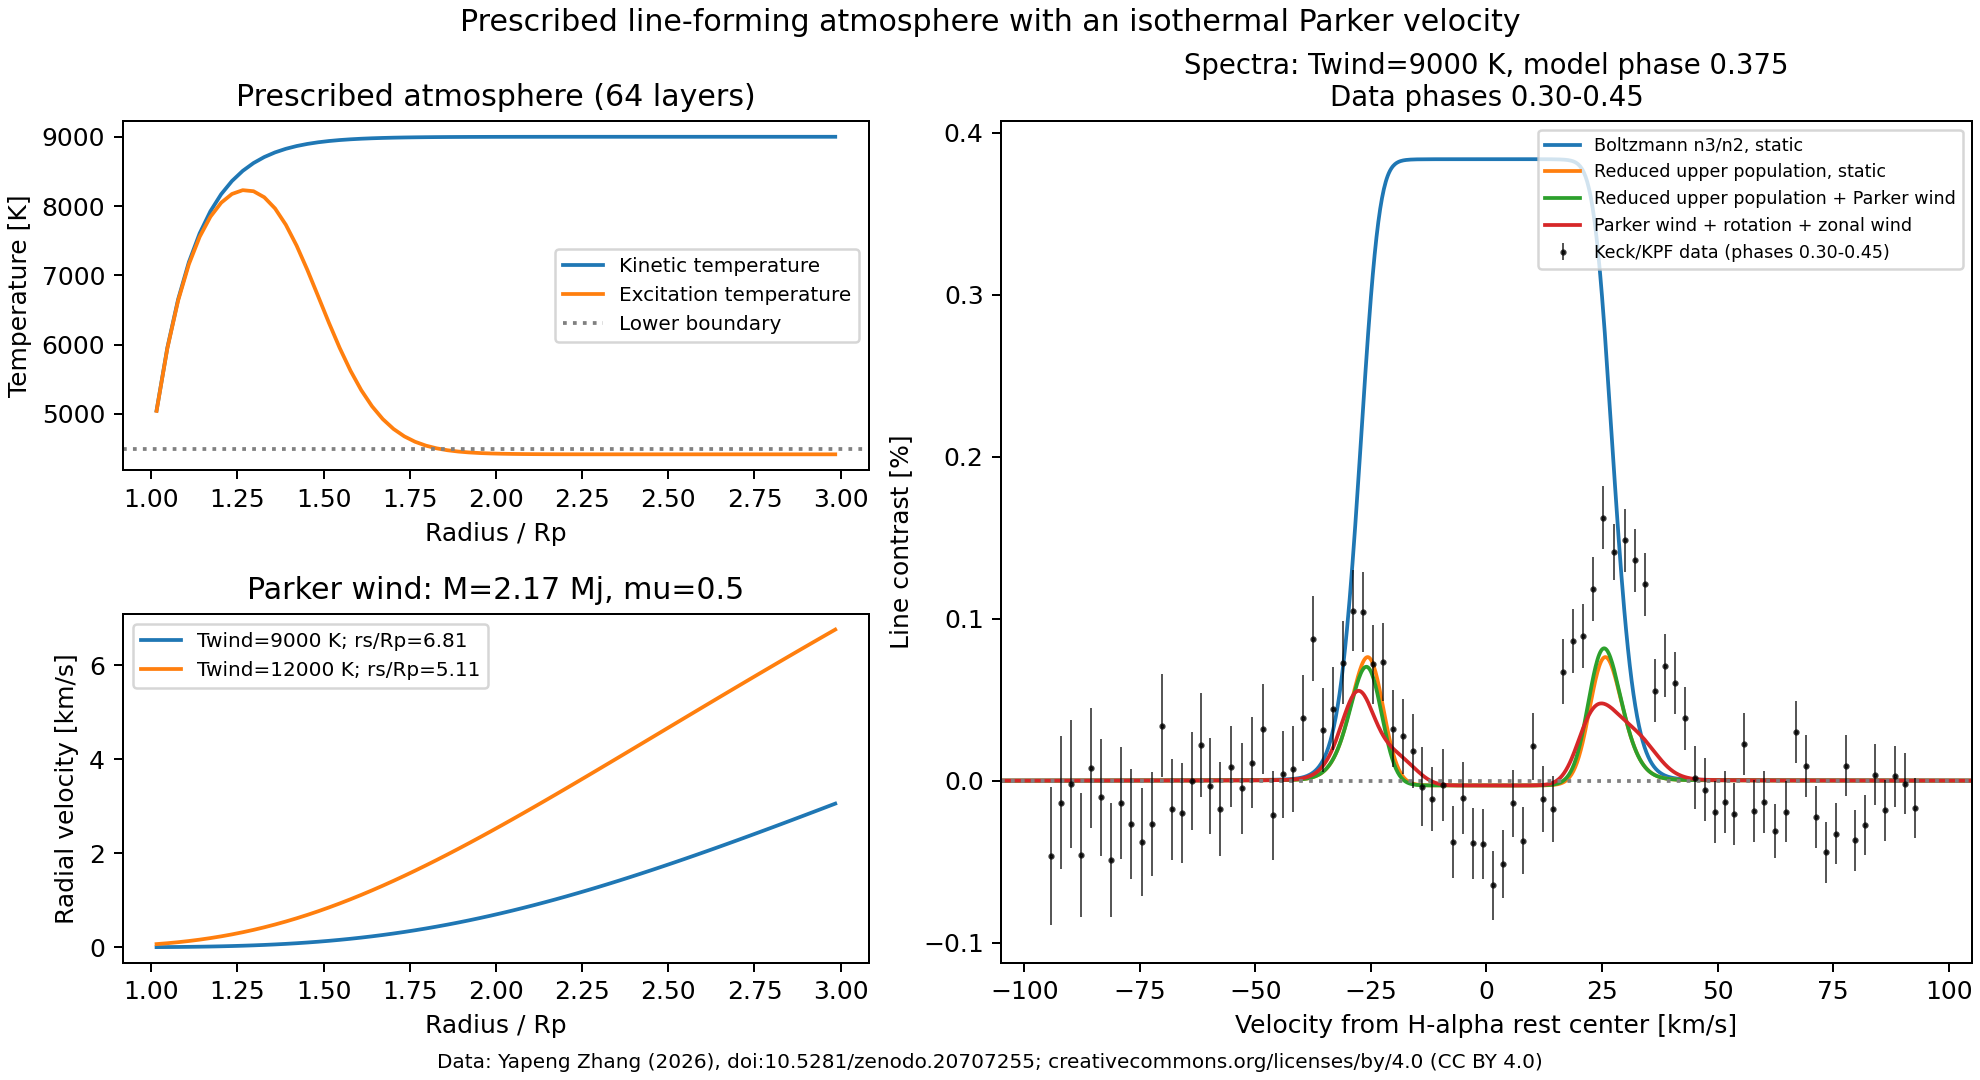 Prescribed line-forming atmosphere with an isothermal Parker velocity
Prescribed atmosphere (64 layers)
Temperature [K]
9000
8000
7000
6000
5000
Kinetic temperature
Excitation temperature
Lower boundary
1.00 1.25 1.50 1.75 2.00 2.25 2.50 2.75 3.00
Radius / Rp
Parker wind: M=2.17 Mj, mu=0.5
Radial velocity [km/s]
6
4
2
0
Twind=9000 K; rs/Rp=6.81
Twind=12000 K; rs/Rp=5.11
1.00 1.25 1.50 1.75 2.00 2.25 2.50 2.75 3.00
Radius / Rp
Spectra: Twind=9000 K, model phase 0.375
Data phases 0.30-0.45
Line contrast [%]
0.4
0.3
0.2
0.1
0.0
−0.1
Boltzmann n3/n2, static
Reduced upper population, static
Reduced upper population + Parker wind
Parker wind + rotation + zonal wind
Keck/KPF data (phases 0.30-0.45)
−100 −75 −50 −25 0 25 50 75 100
Velocity from H-alpha rest center [km/s]
Data: Yapeng Zhang (2026), doi:10.5281/zenodo.20707255; creativecommons.org/licenses/by/4.0 (CC BY 4.0)